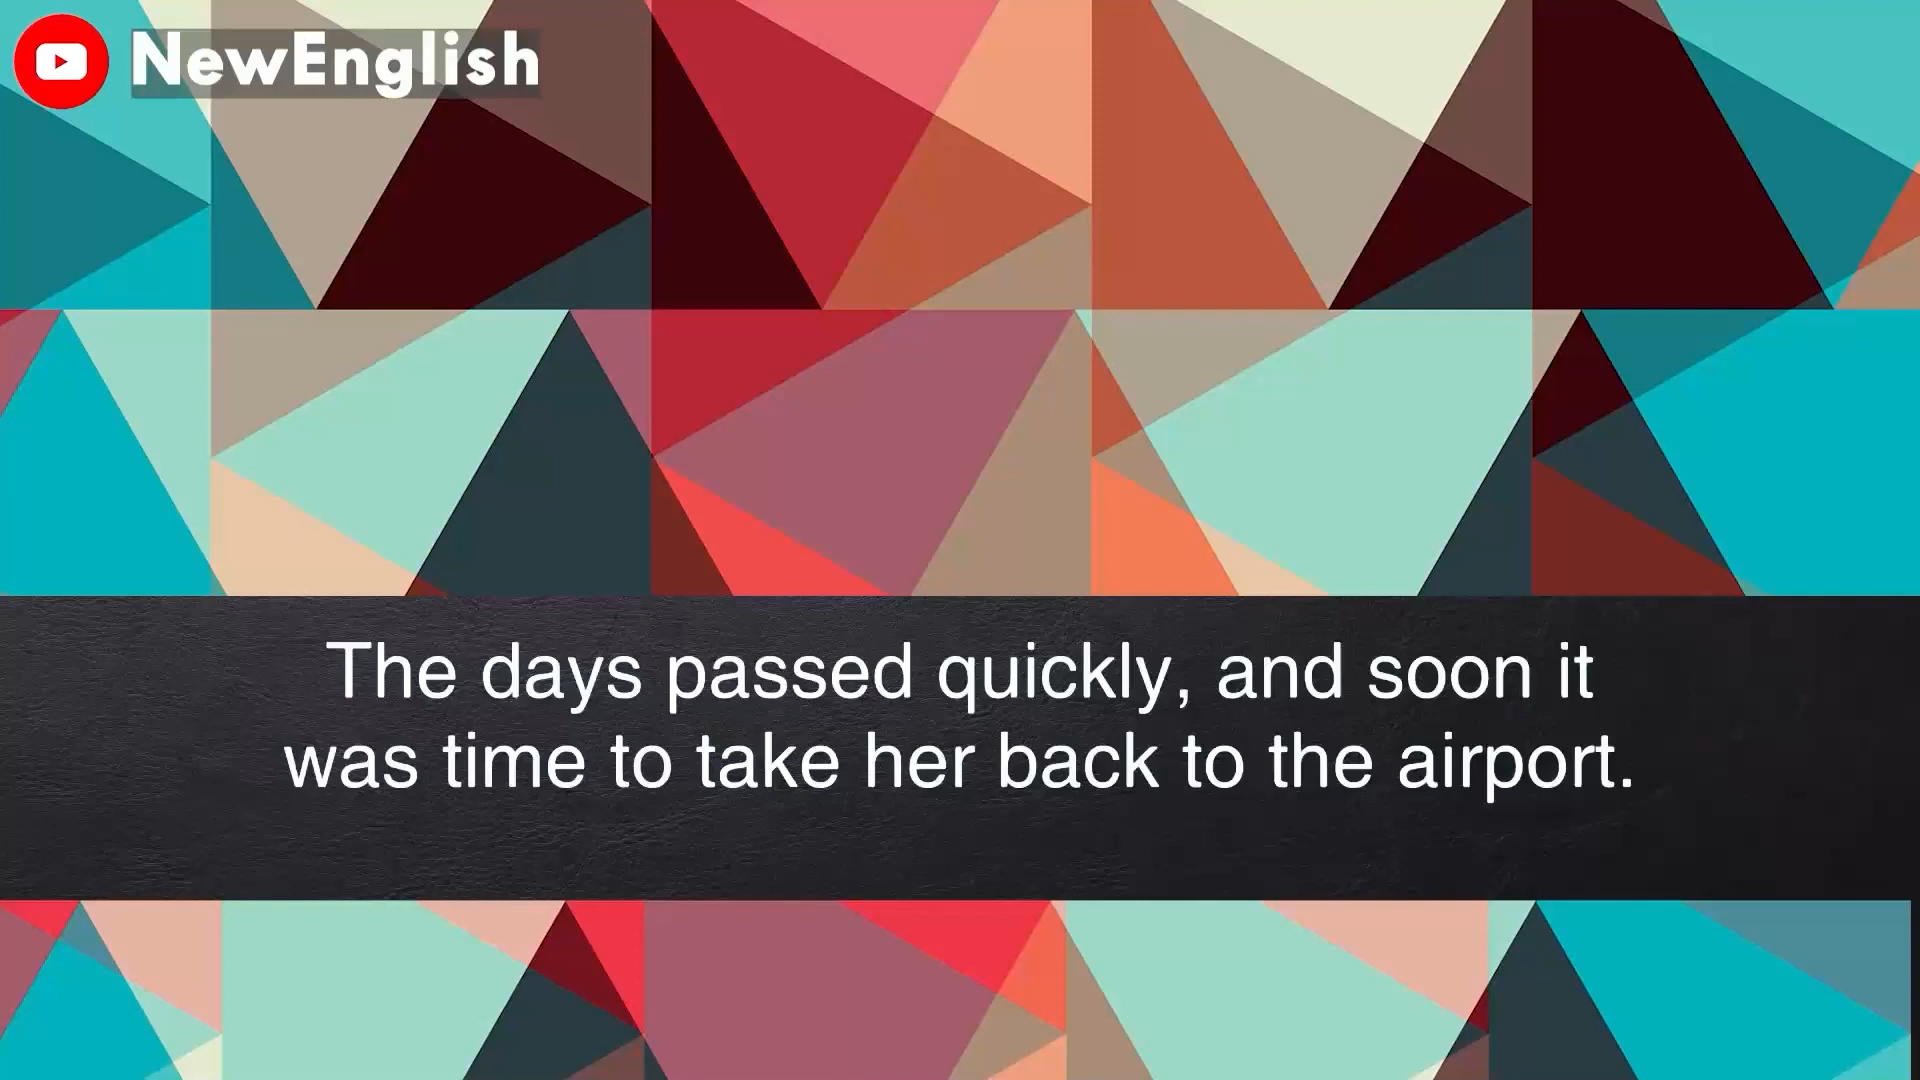 NewEnglish
The days passed quickly, and soon it
was time to take her back to the airport.